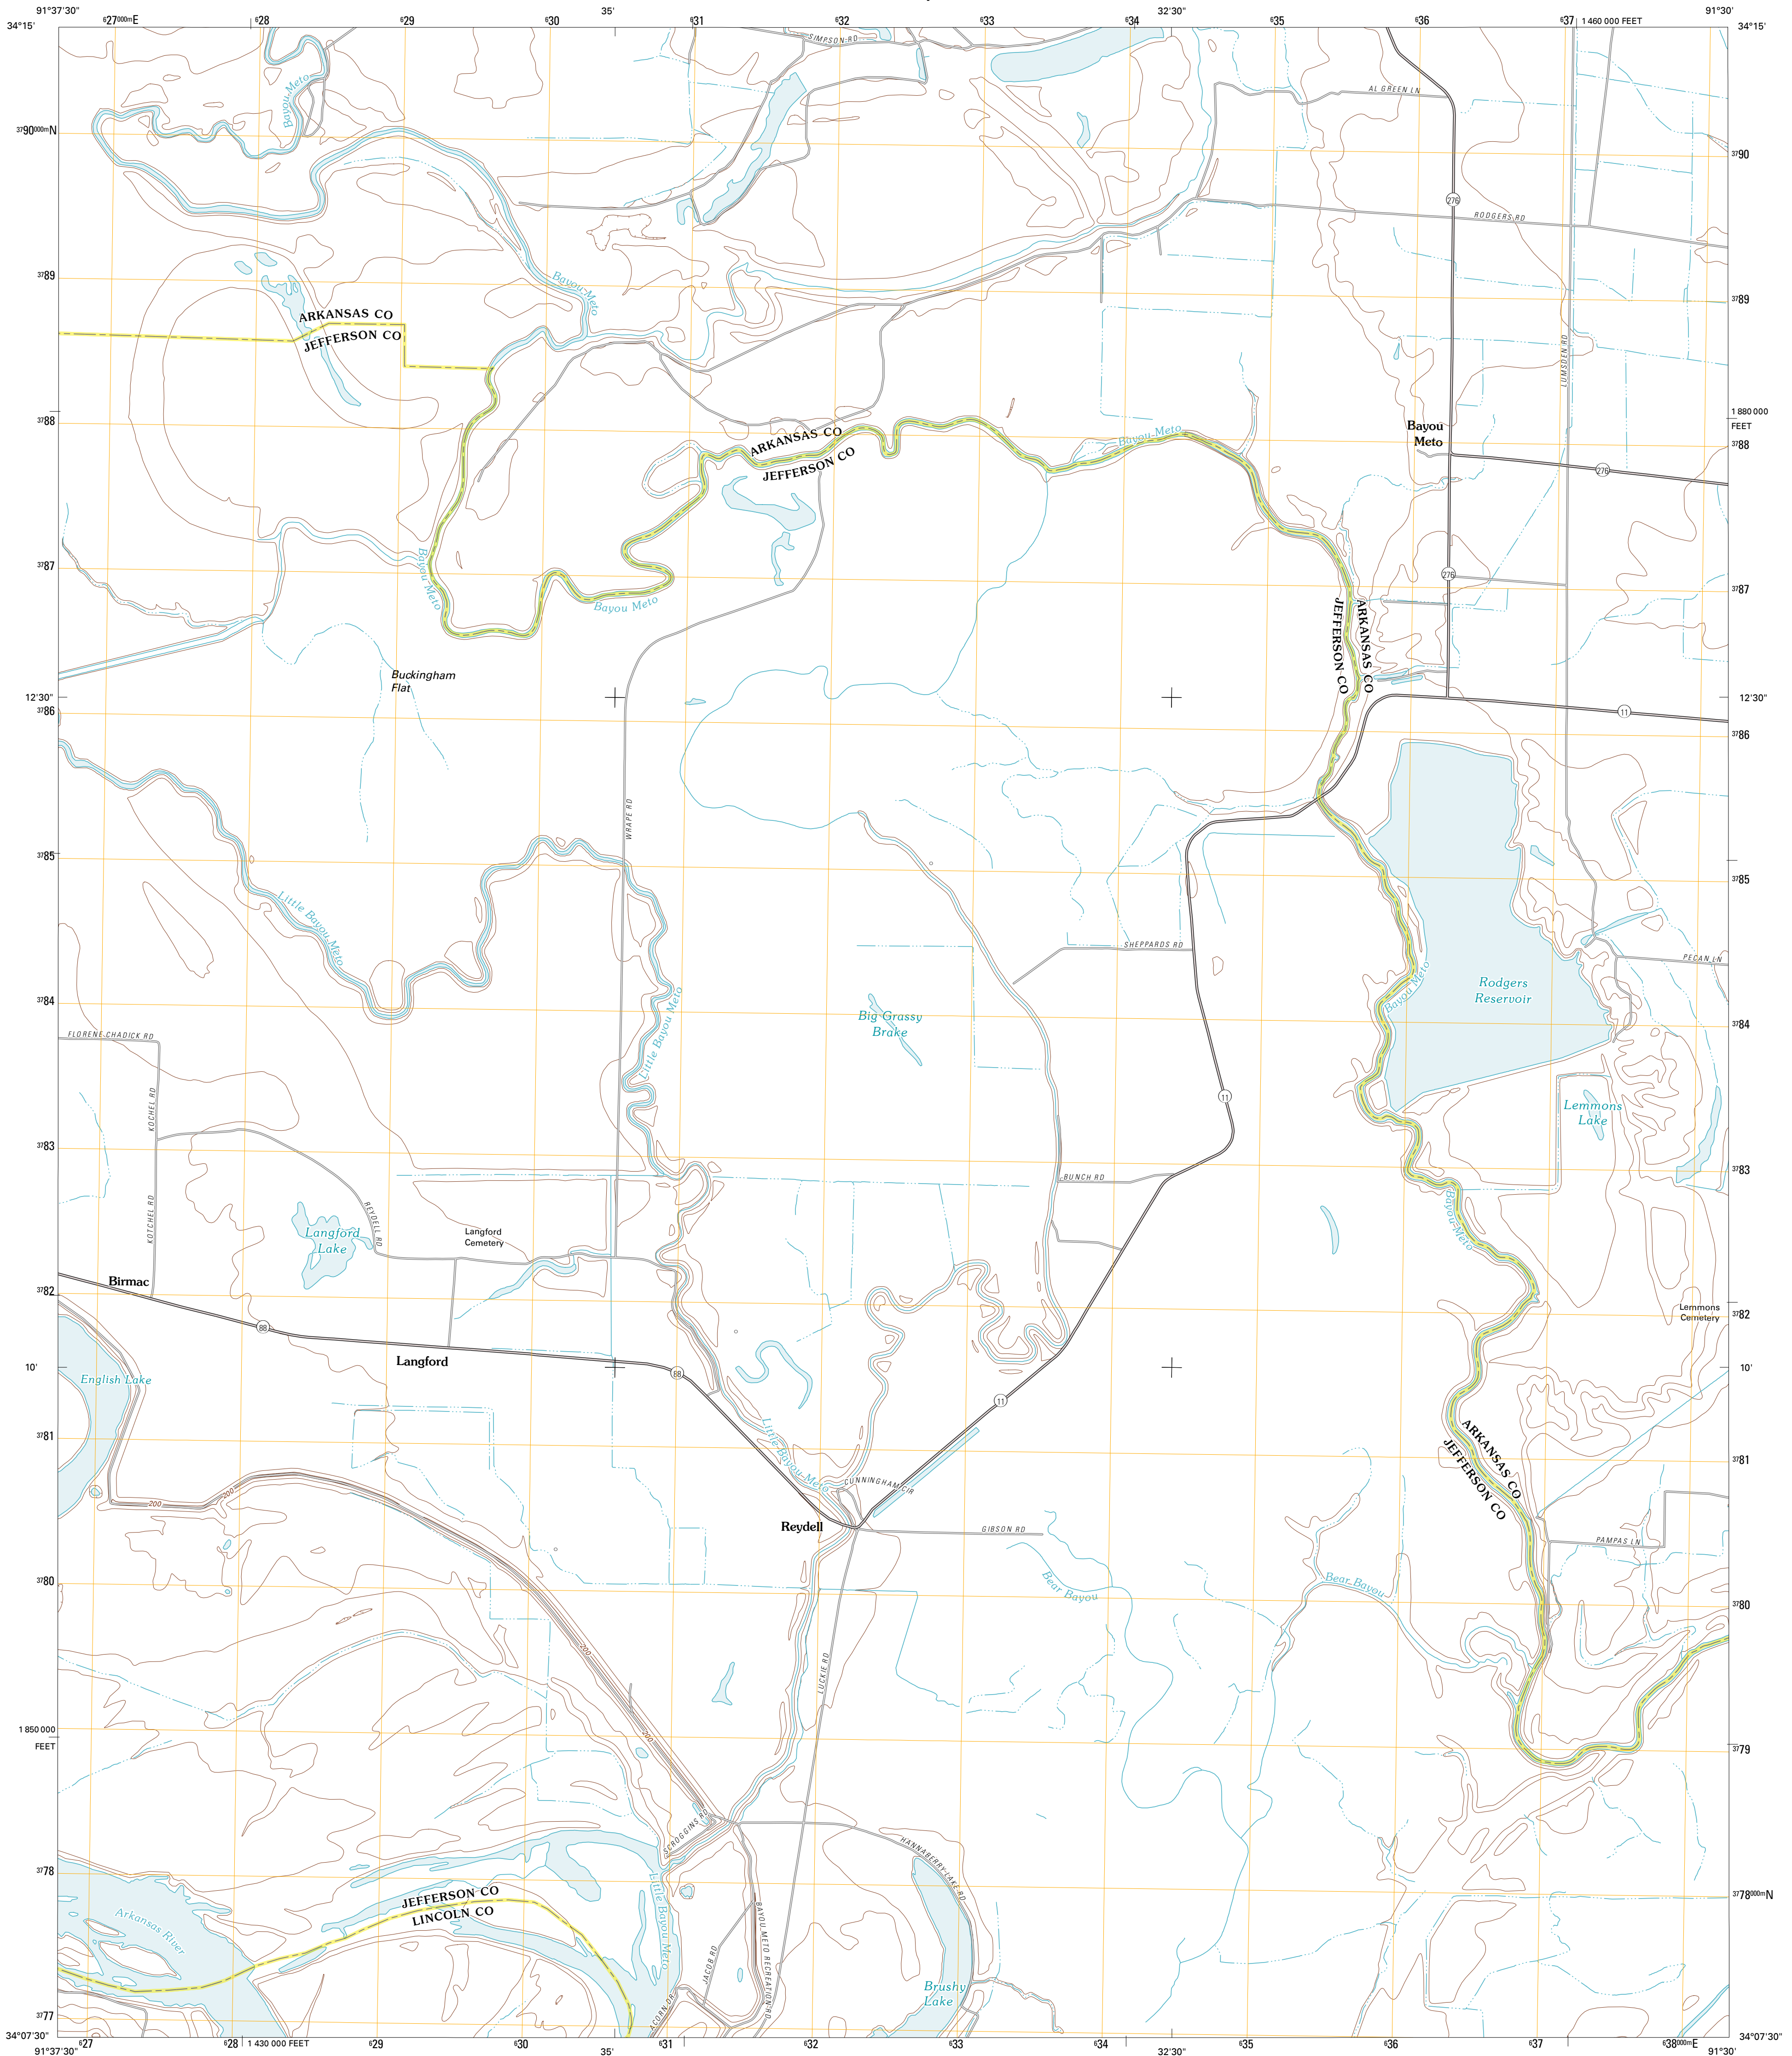 91°37'30"
627000mE
628
629
630
35'
631
632
633
634
32'30"
635
636
637
1 460 000 FEET
91°30'
34°15'
34°15'
SIMPSON RD
Bayou Meto
AL GREEN LN
3790000mN
3790
276
RODGERS RD
3789
Bayou Meto
3789
ARKANSAS CO
JEFFERSON CO
LUMSDEN RD
1 880 000
FEET
3788
ARKANSAS CO
JEFFERSON CO
Bayou Meto
Bayou
Meto
3788
276
3787
Bayou Meto
Bayou Meto
276
3787
ARKANSAS CO
JEFFERSON CO
Buckingham
Flat
12'30"
12'30"
3786
11
3786
WRAPE RD
3785
3785
Little Bayou Meto
SHEPPARDS RD
PECAN LN
Bayou Meto
Rodgers
Reservoir
3784
Little Bayou Meto
Big Grassy
Brake
3784
FLORENE CHADICK RD
KOCHEL RD
11
Lemmons
Lake
3783
3783
BUNCH RD
KOTCHEL RD
REYDELL DR
Langford
Lake
Langford
Cemetery
Bayou Meto
Birmac
3782
88
Lemmons
Cemetery
3782
Langford
10'
10'
English Lake
88
11
3781
Little Bayou Meto
ARKANSAS CO
JEFFERSON CO
3781
CUNNINGHAM CIR
200
200
Reydell
GIBSON RD
PAMPAS LN
3780
Bear Bayou
Bear Bayou
3780
200
LUCKIE RD
1 850 000
FEET
200
3779
SCROGGINS RD
HANNABERRY LAKE RD
3778
JEFFERSON CO
LINCOLN CO
Little Bayou Meto
3778000mN
Arkansas River
JACOB RD
BAYOU METO RECREATION RD
Brushy
Lake
ACORN DR
3777
34°07'30"
34°07'30"
91°37'30"
627
628
1 430 000 FEET
629
630
35'
631
632
633
634
32'30"
635
636
637
638000mE
91°30'